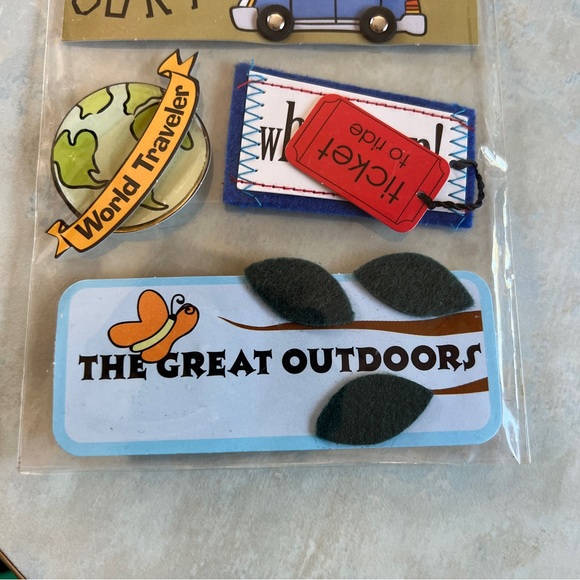 World Traveler
ticket
to ride
THE GREAT OUTDOORS